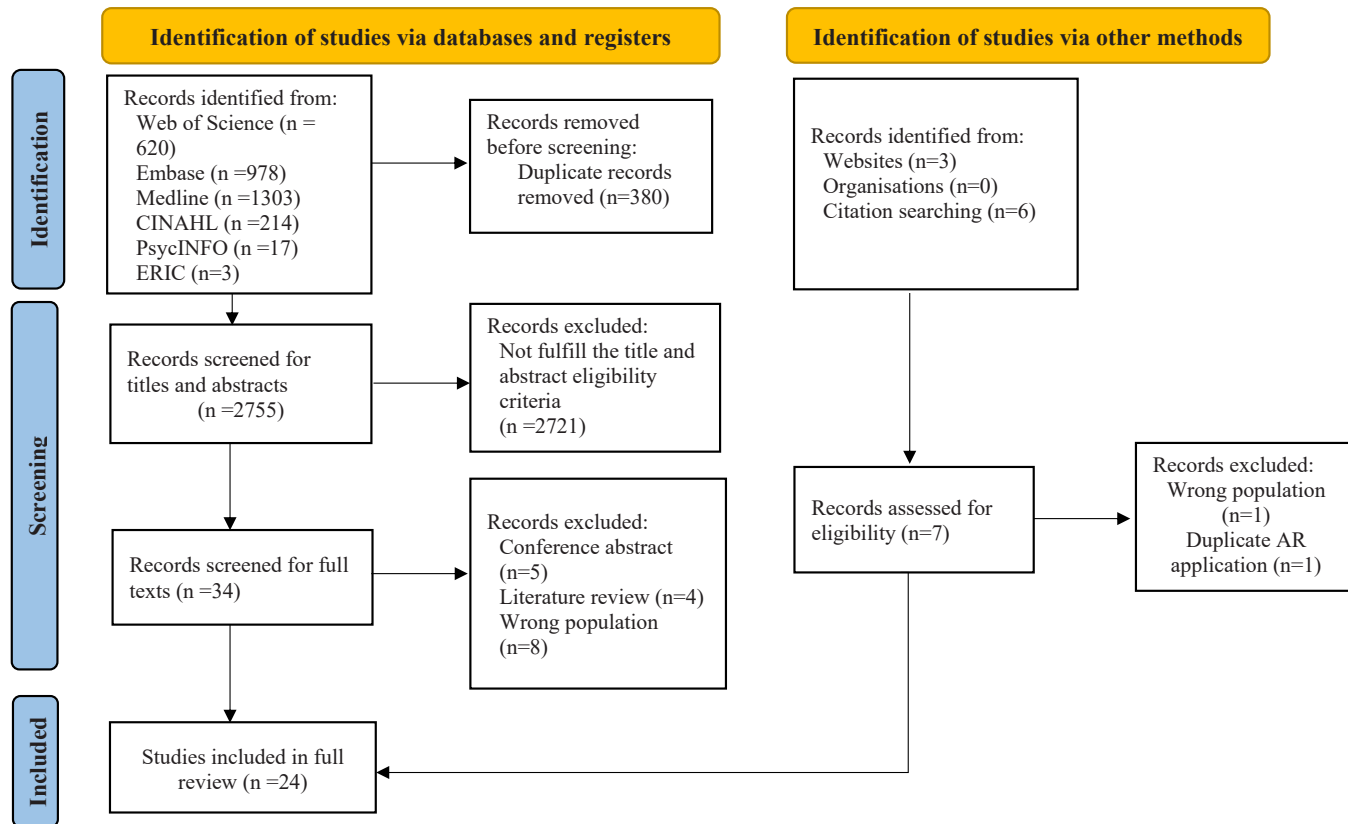 Identification of studies via databases and registers
Identification of studies via other methods
Identification
Records identified from:
Web of Science (n =
620)
Embase (n =978)
Medline (n =1303)
CINAHL (n =214)
PsycINFO (n =17)
ERIC (n=3)
Records removed
before screening:
Duplicate records
removed (n=380)
Records identified from:
Websites (n=3)
Organisations (n=0)
Citation searching (n=6)
Screening
Records screened for
titles and abstracts
(n =2755)
Records excluded:
Not fulfill the title and
abstract eligibility
criteria
(n =2721)
Records screened for full
texts (n =34)
Records excluded:
Conference abstract
(n=5)
Literature review (n=4)
Wrong population
(n=8)
Records assessed for
eligibility (n=7)
Records excluded:
Wrong population
(n=1)
Duplicate AR
application (n=1)
Included
Studies included in full
review (n =24)